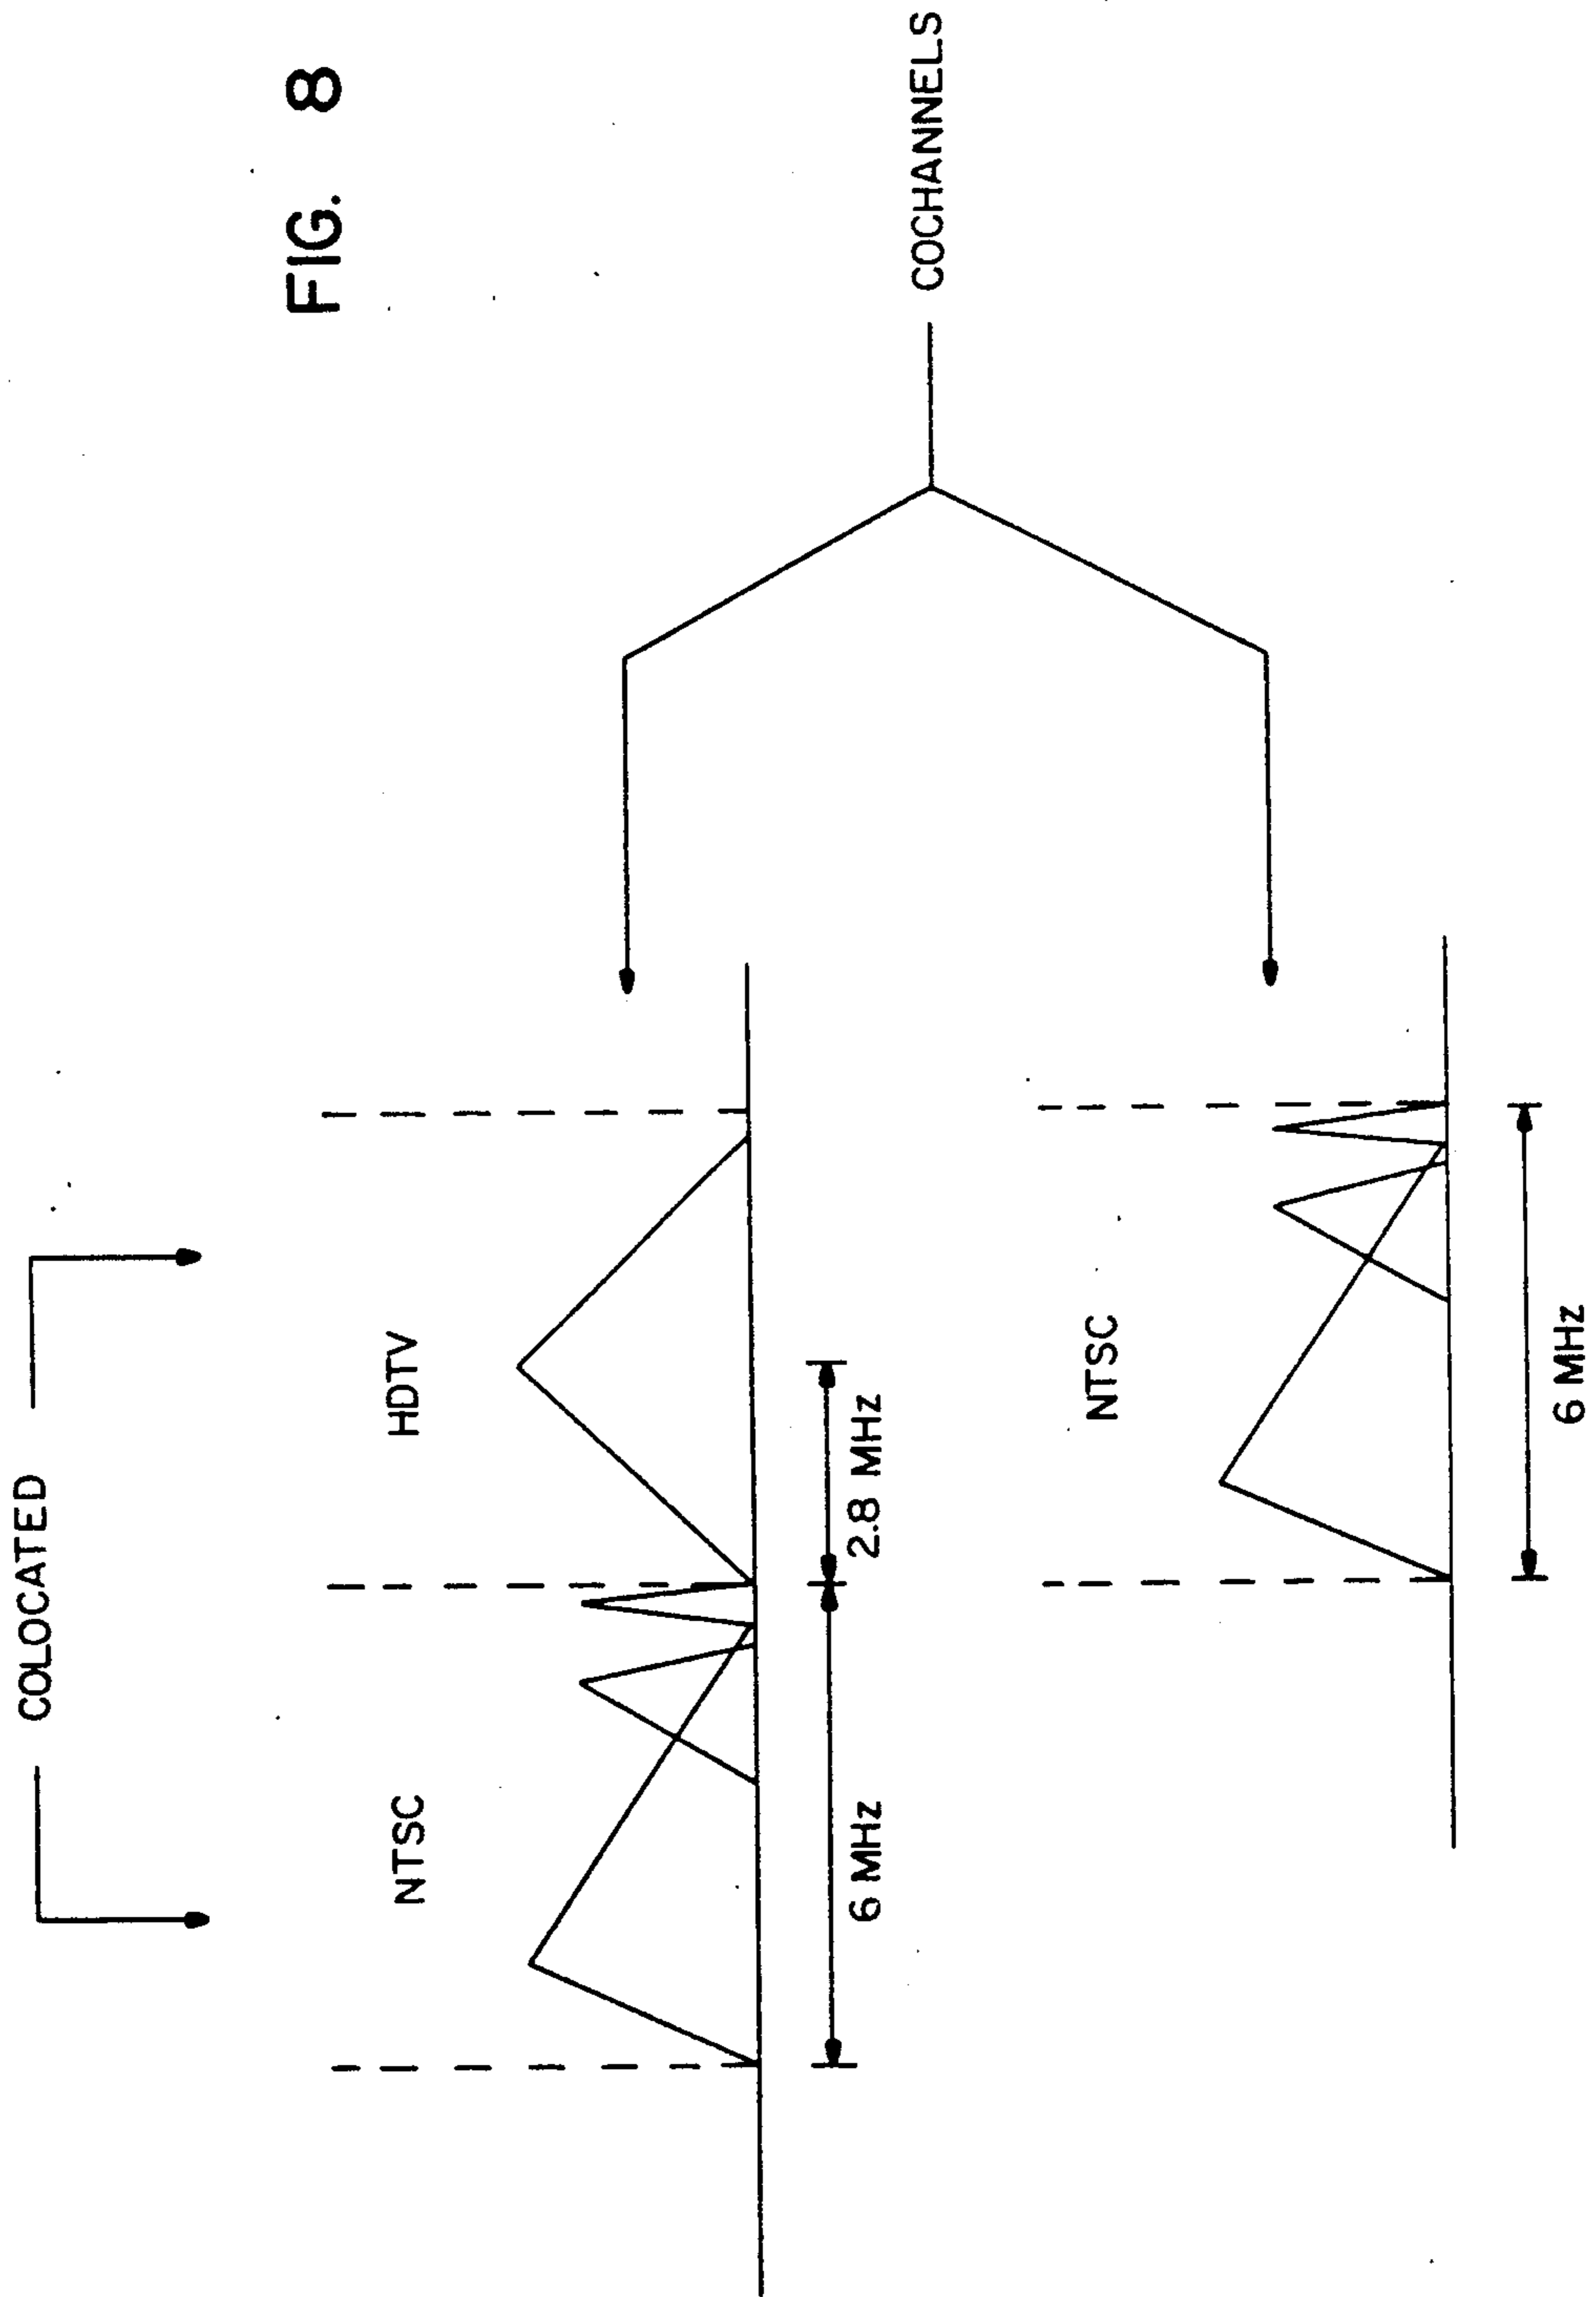 FIG. 8
COLOCATED
NTSC
HDTV
6 MHz
2.8 MHz
COCHANNELS
NTSC
6 MHz